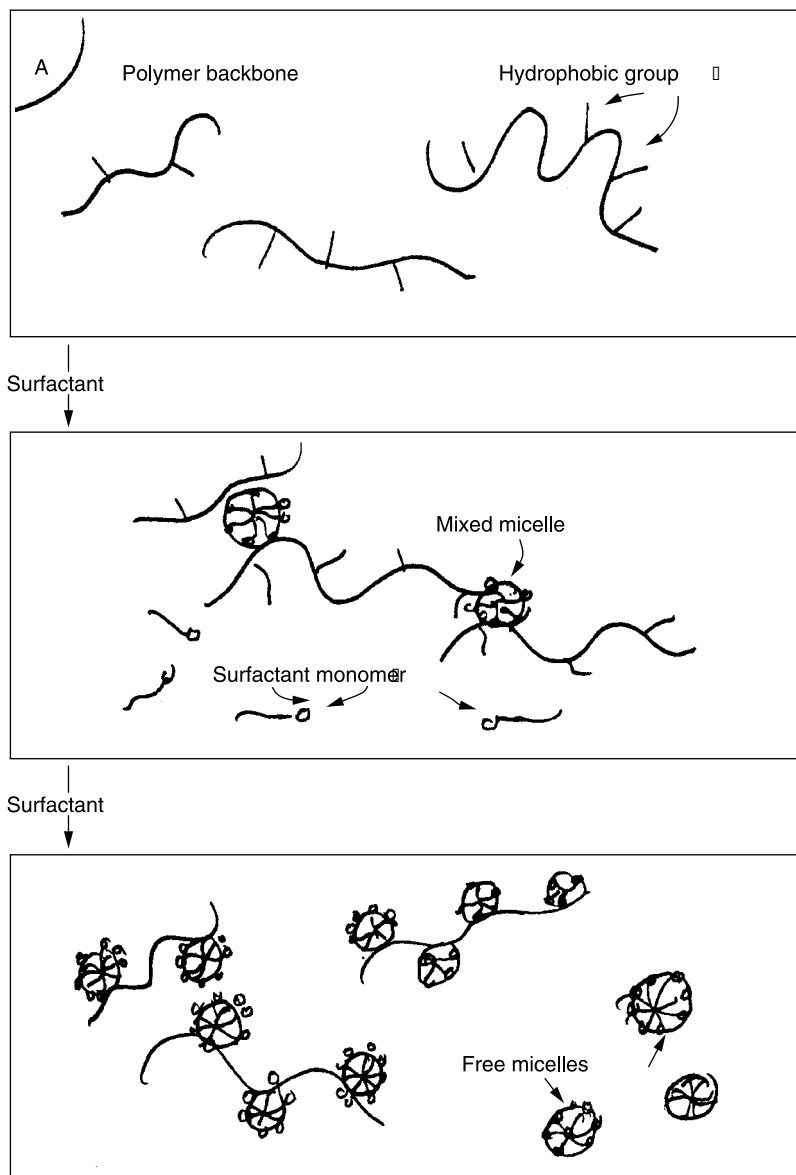 A
Polymer backbone
Hydrophobic group
Surfactant
Mixed micelle
Surfactant monomer
Surfactant
Free micelles